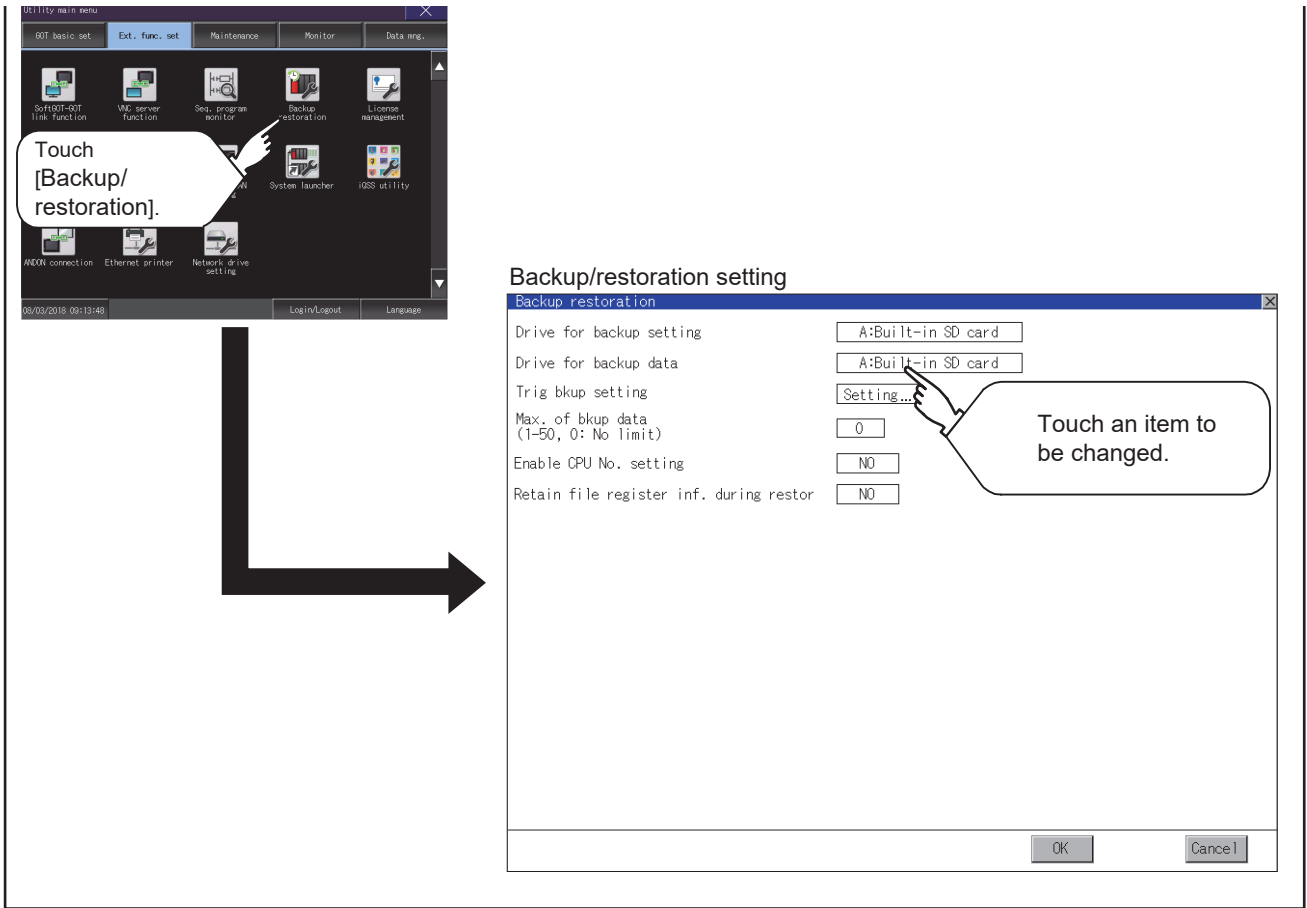 Utility main menu
GOT basic set Ext. func. set Maintenance Monitor Data mng.
SoftGOT-GOT
link function
VNC server
function
Seq. program
monitor
Backup
restoration
License
management
Touch
[Backup/
restoration].
System launcher
iQSS utility
ANDON connection
Ethernet printer
Network drive
setting
08/03/2018 09:13:48 Login/Logout Language
Backup/restoration setting
Backup restoration
Drive for backup setting A:Built-in SD card
Drive for backup data A:Built-in SD card
Trig bkup setting Setting...
Max. of bkup data
(1-50, 0: No limit) 0
Enable CPU No. setting NO
Retain file register inf. during restor NO
Touch an item to
be changed.
OK Cancel